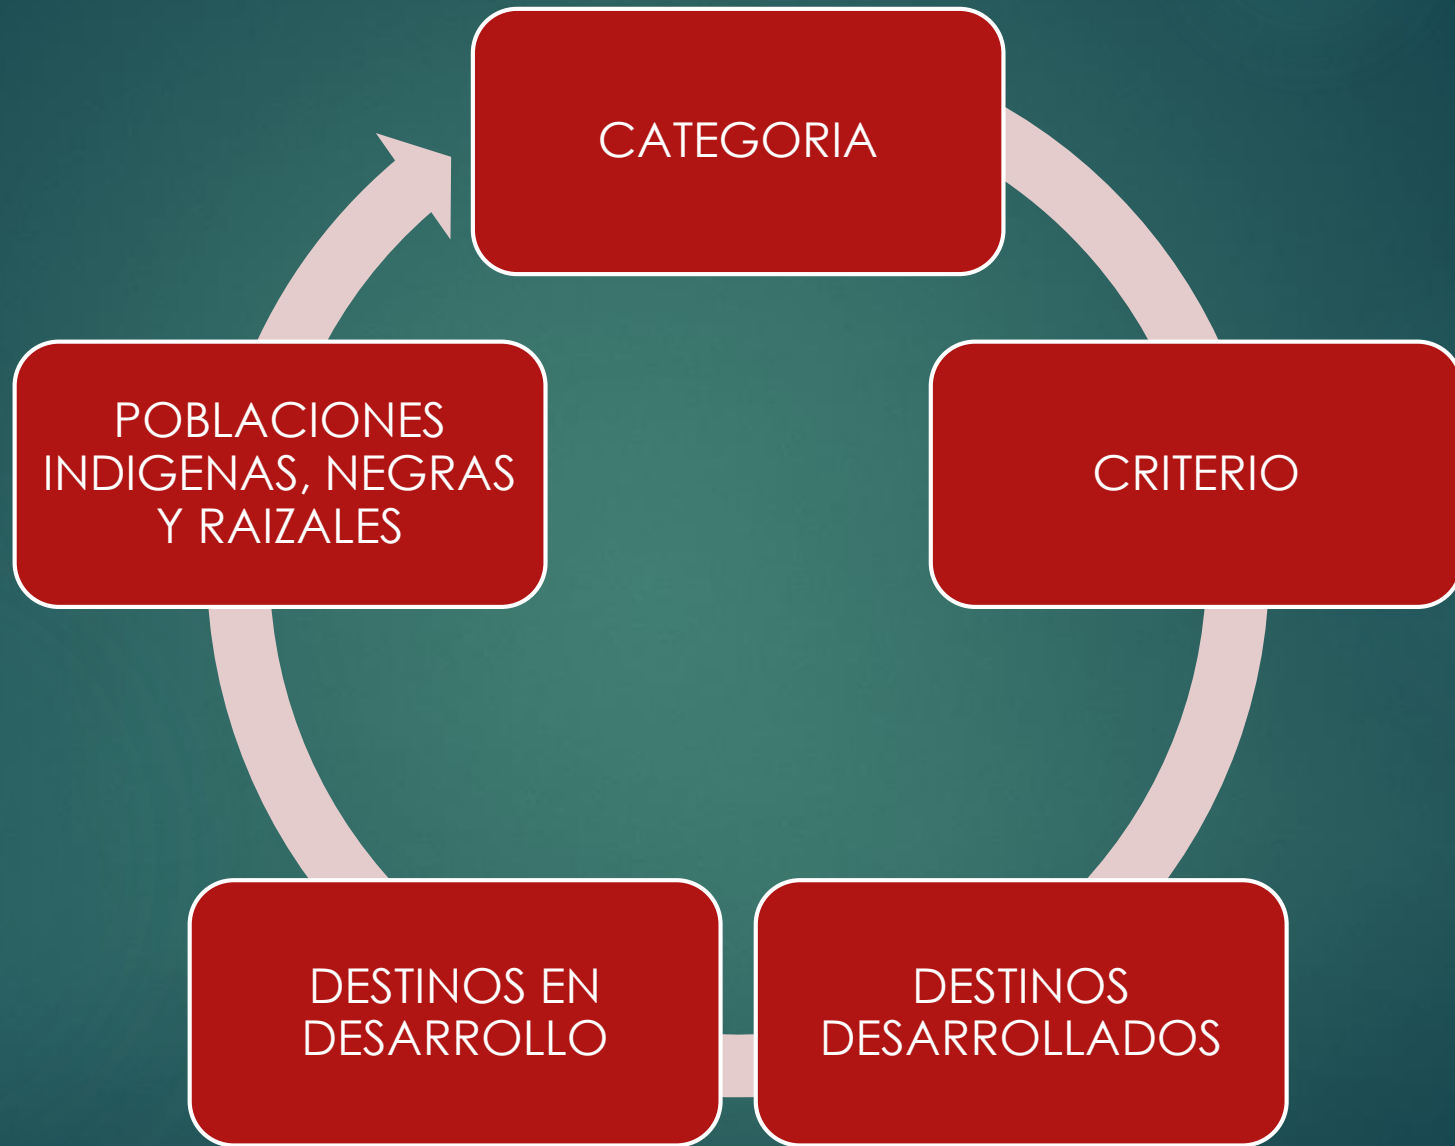 CATEGORIA
CRITERIO
DESTINOS
DESARROLLADOS
DESTINOS EN
DESARROLLO
POBLACIONES
INDIGENAS, NEGRAS
Y RAIZALES